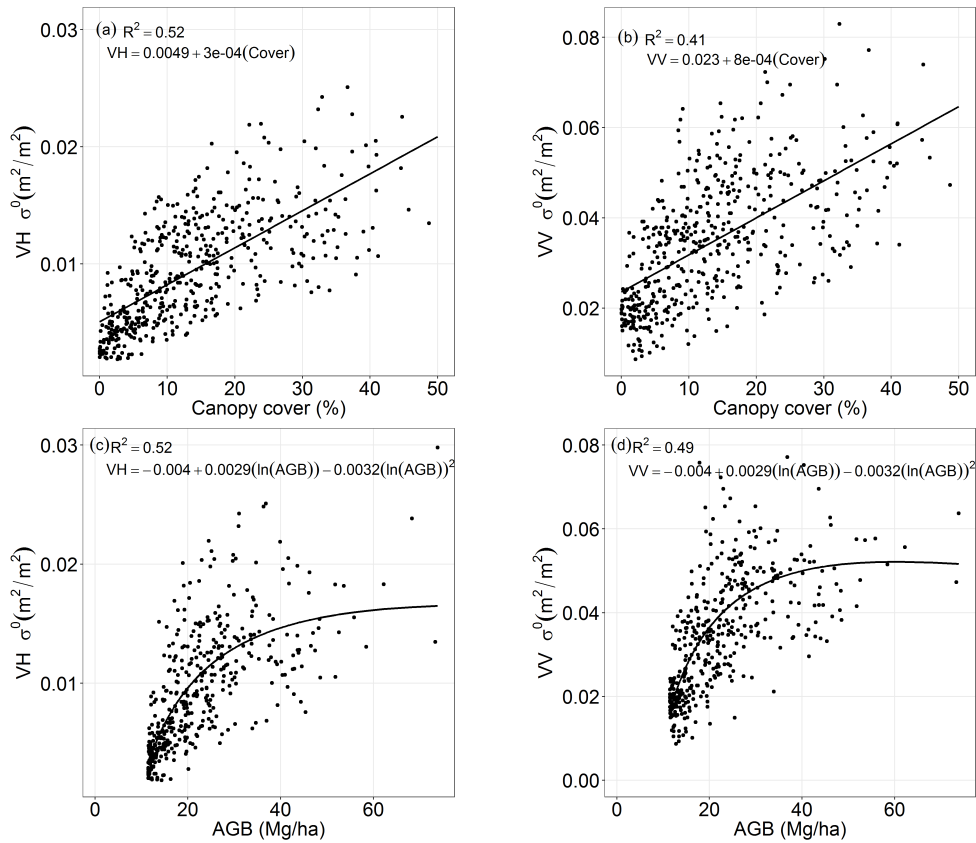 (a) R² = 0.52
VH = 0.0049 + 3e-04(Cover)
0.03
0.02
0.01
VH σ⁰(m²/m²)
0 10 20 30 40 50
Canopy cover (%)
(b) R² = 0.41
VV = 0.023 + 8e-04(Cover)
0.08
0.06
0.04
0.02
VV σ⁰(m²/m²)
0 10 20 30 40 50
Canopy cover (%)
(c) R² = 0.52
VH = −0.004 + 0.0029(ln(AGB)) − 0.0032(ln(AGB))²
0.03
0.02
0.01
VH σ⁰(m²/m²)
0 20 40 60
AGB (Mg/ha)
(d) R² = 0.49
VV = −0.004 + 0.0029(ln(AGB)) − 0.0032(ln(AGB))²
0.08
0.06
0.04
0.02
0.00
VV σ⁰(m²/m²)
0 20 40 60
AGB (Mg/ha)